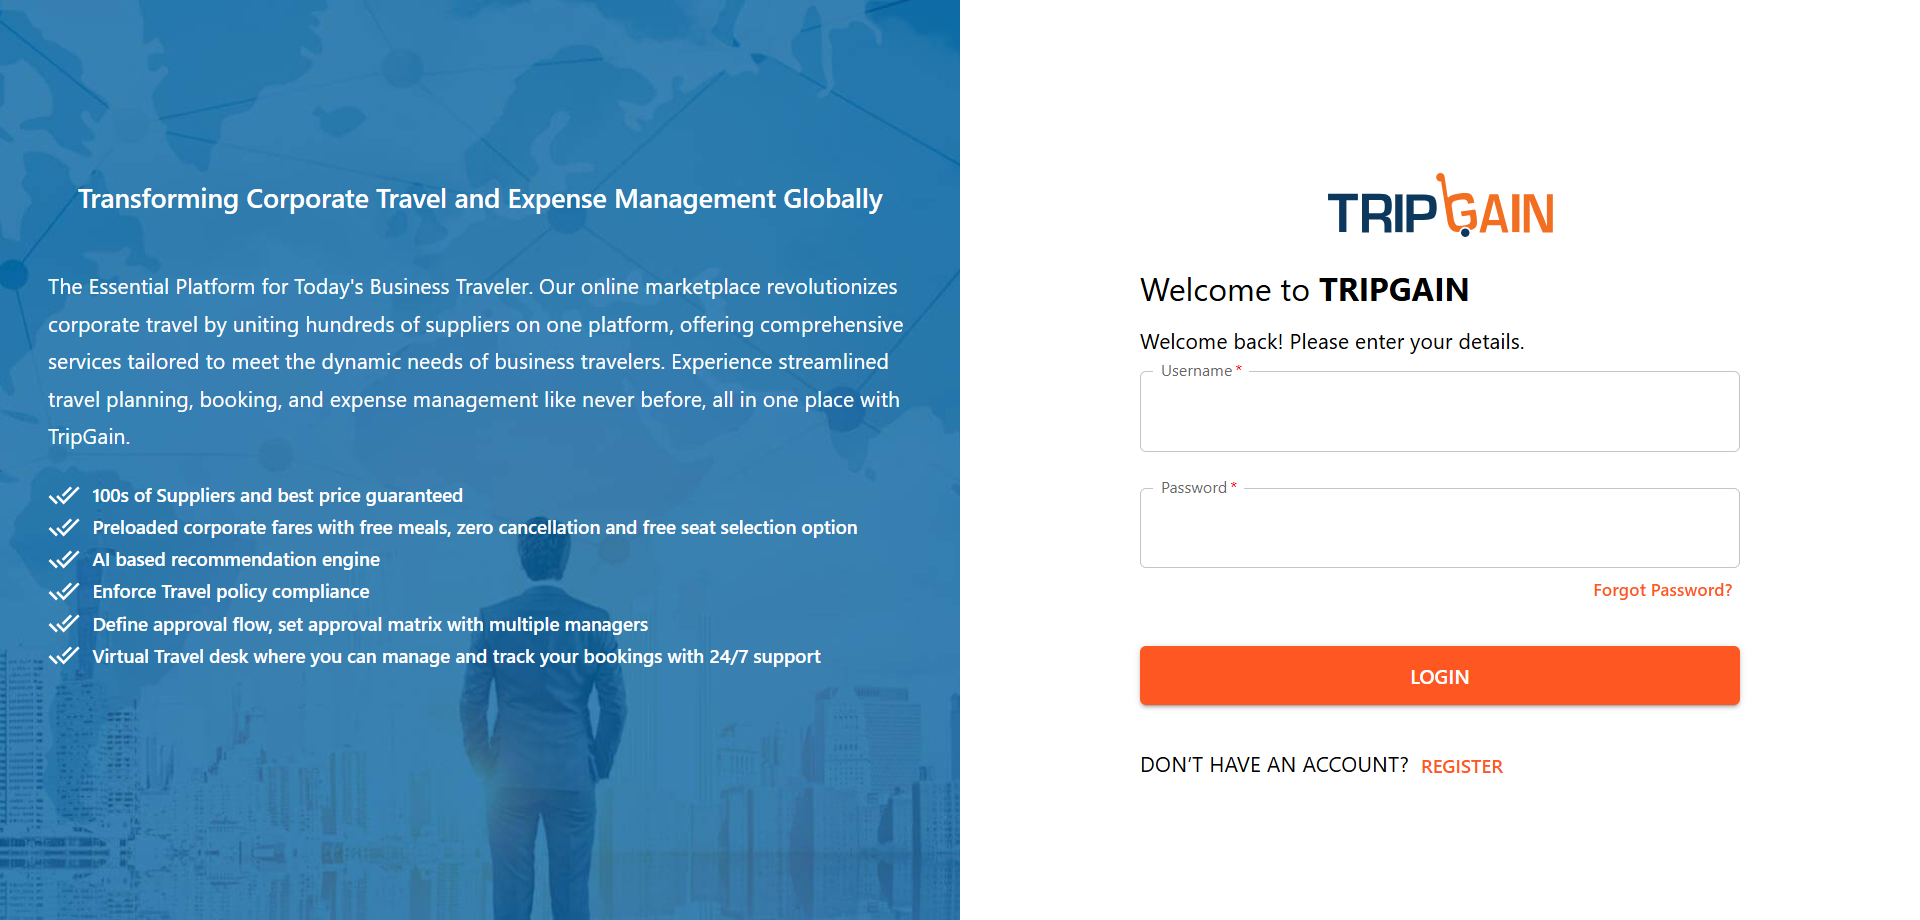 Transforming Corporate Travel and Expense Management Globally
The Essential Platform for Today's Business Traveler. Our online marketplace revolutionizes
corporate travel by uniting hundreds of suppliers on one platform, offering comprehensive
services tailored to meet the dynamic needs of business travelers. Experience streamlined
travel planning, booking, and expense management like never before, all in one place with
TripGain.
100s of Suppliers and best price guaranteed
Preloaded corporate fares with free meals, zero cancellation and free seat selection option
AI based recommendation engine
Enforce Travel policy compliance
Define approval flow, set approval matrix with multiple managers
Virtual Travel desk where you can manage and track your bookings with 24/7 support
TRIPGAIN
Welcome to TRIPGAIN
Welcome back! Please enter your details.
Username *
Password *
Forgot Password?
LOGIN
DON'T HAVE AN ACCOUNT? REGISTER